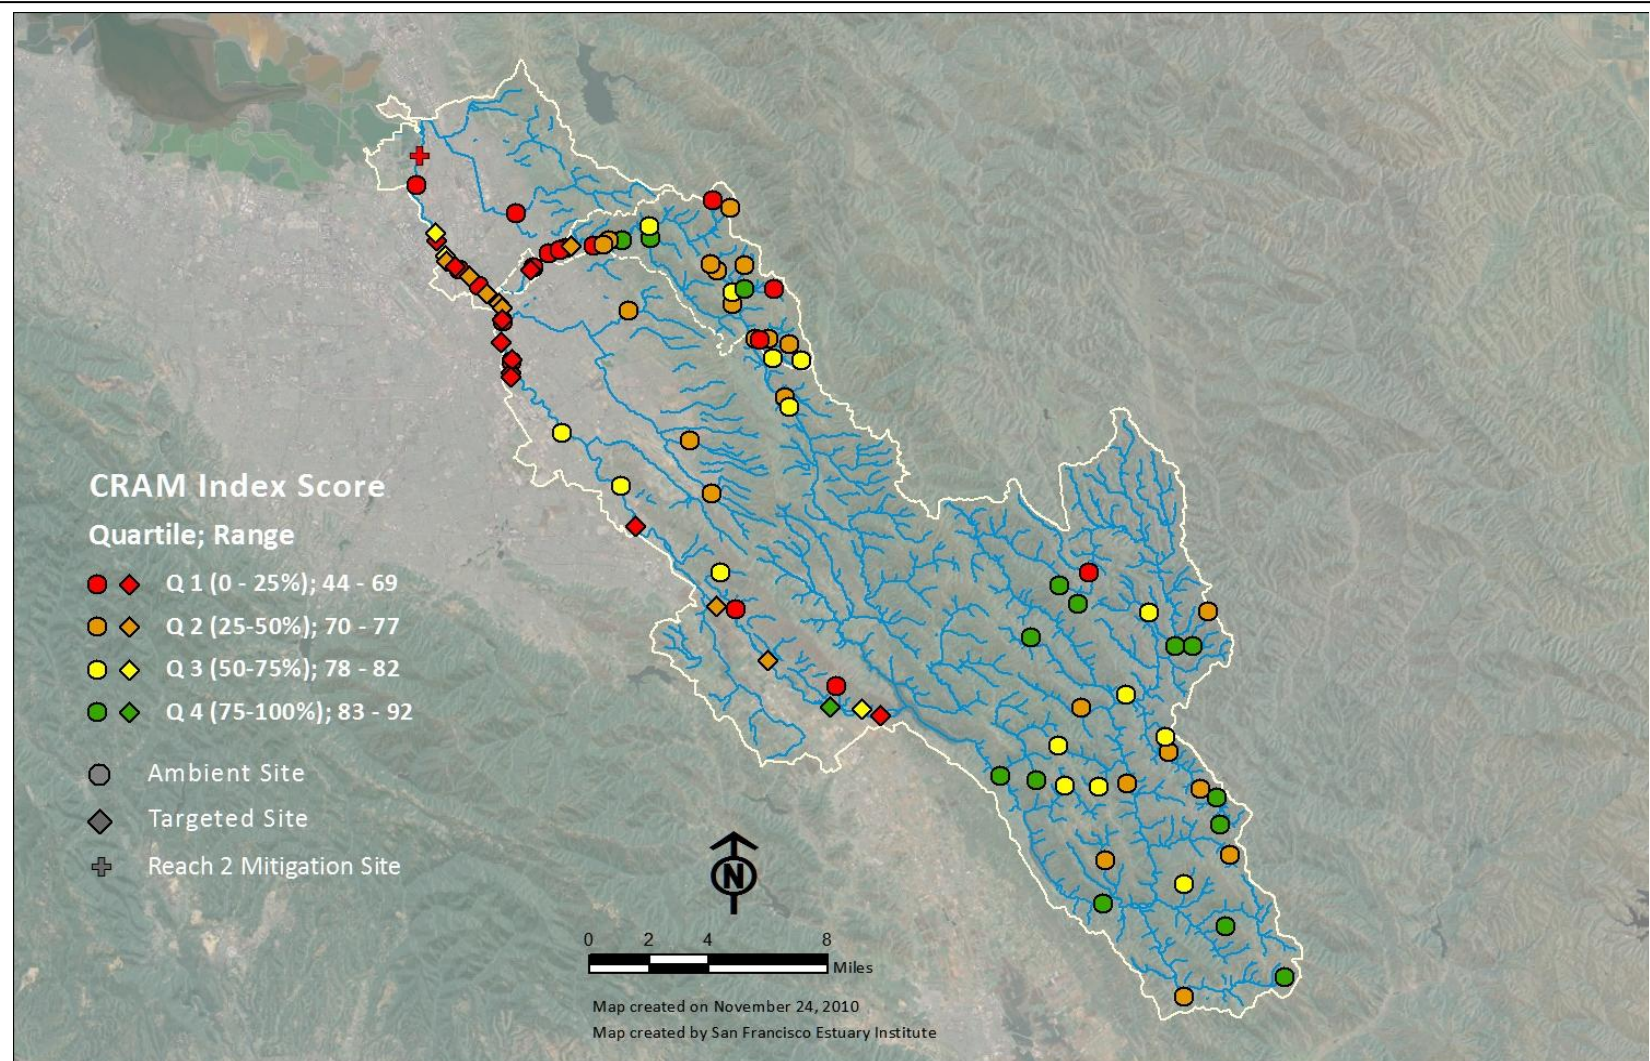 CRAM Index Score
Quartile; Range
Q 1 (0 - 25%); 44 - 69
Q 2 (25-50%); 70 - 77
Q 3 (50-75%); 78 - 82
Q 4 (75-100%); 83 - 92
Ambient Site
Targeted Site
Reach 2 Mitigation Site
N
0 2 4 8
Miles
Map created on November 24, 2010
Map created by San Francisco Estuary Institute